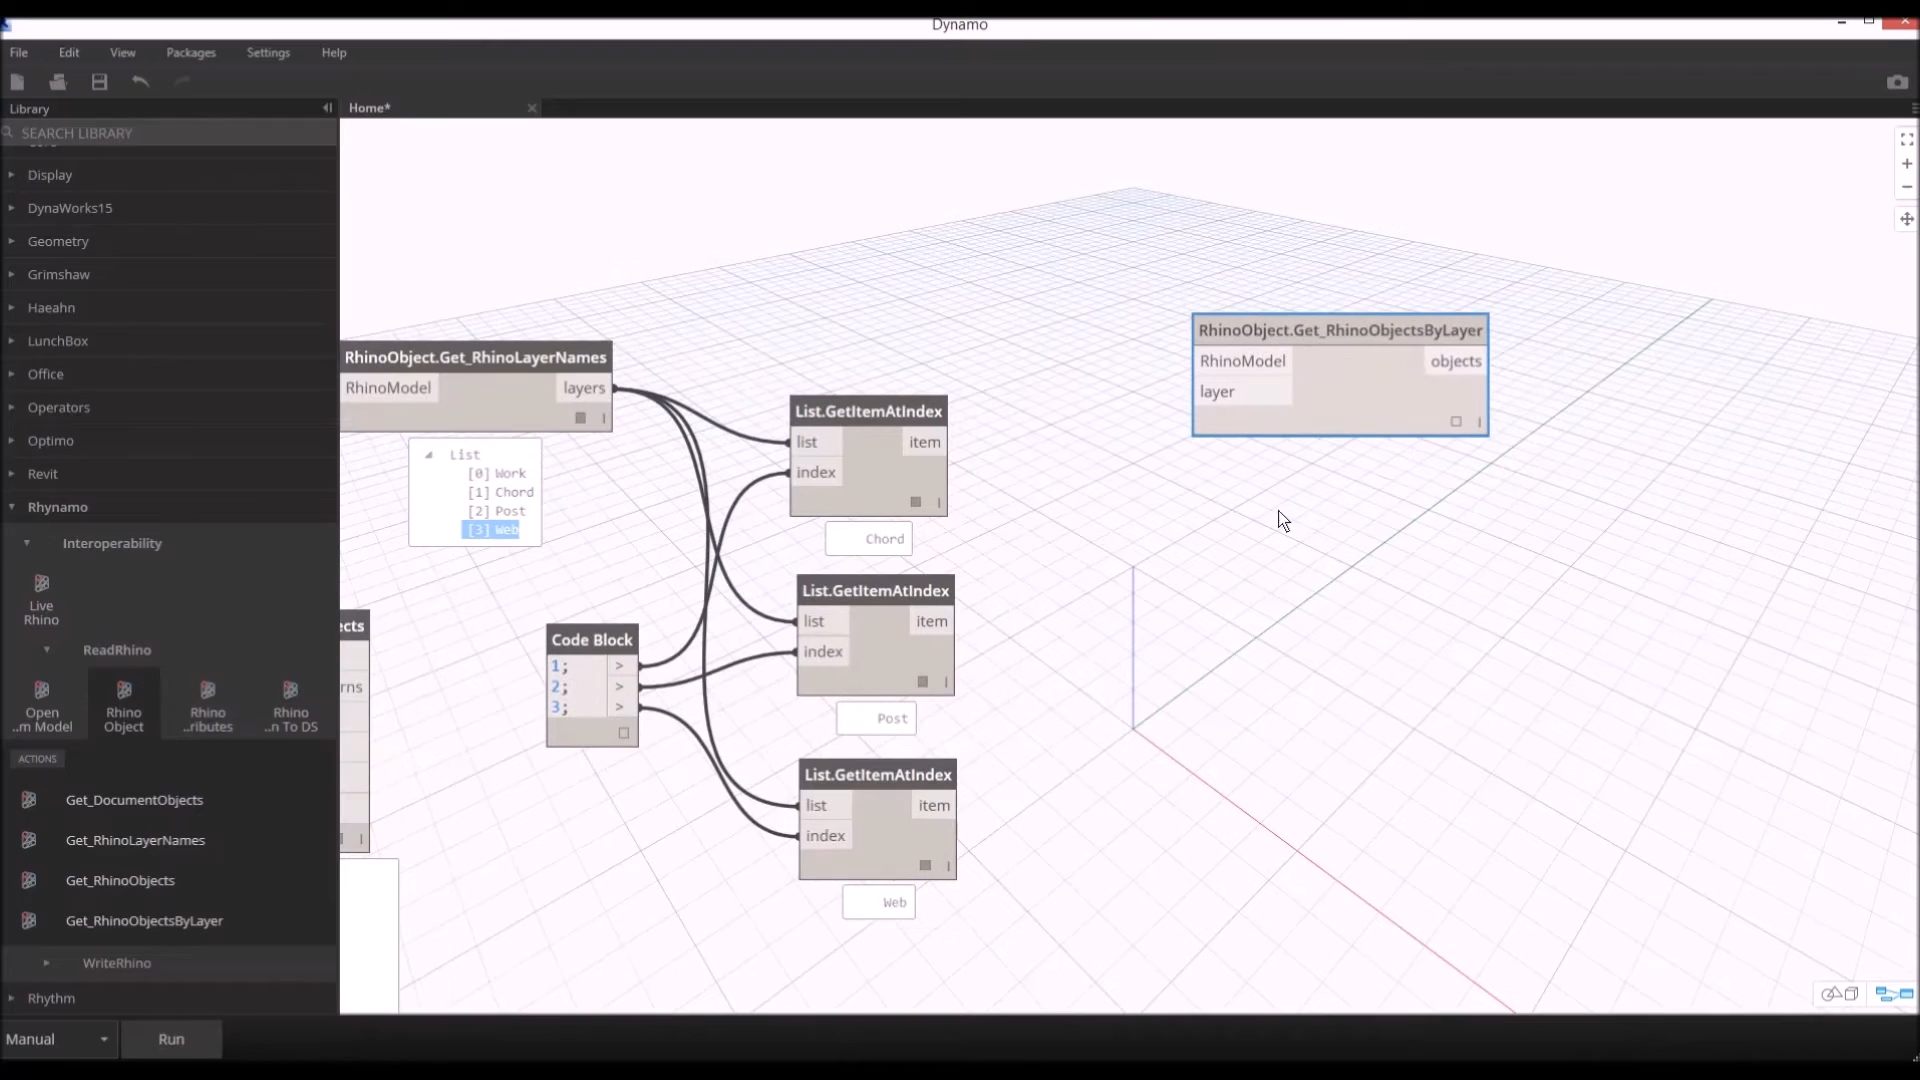 Dynamo
File Edit View Packages Settings Help
Library
Home*
SEARCH LIBRARY
Display
DynaWorks15
Geometry
Grimshaw
Haeahn
LunchBox
Office
Operators
Optimo
Revit
Rhynamo
Interoperability
Live
Rhino
ReadRhino
Open
..m Model
Rhino
Object
Rhino
..ributes
Rhino
..n To DS
ACTIONS
Get_DocumentObjects
Get_RhinoLayerNames
Get_RhinoObjects
Get_RhinoObjectsByLayer
WriteRhino
Rhythm
Manual
Run
RhinoObject.Get_RhinoLayerNames
RhinoModel layers
List
[0] Work
[1] Chord
[2] Post
[3] Web
ects
rns
Code Block
1; >
2; >
3; >
List.GetItemAtIndex
list item
index
Chord
List.GetItemAtIndex
list item
index
Post
List.GetItemAtIndex
list item
index
Web
RhinoObject.Get_RhinoObjectsByLayer
RhinoModel objects
layer